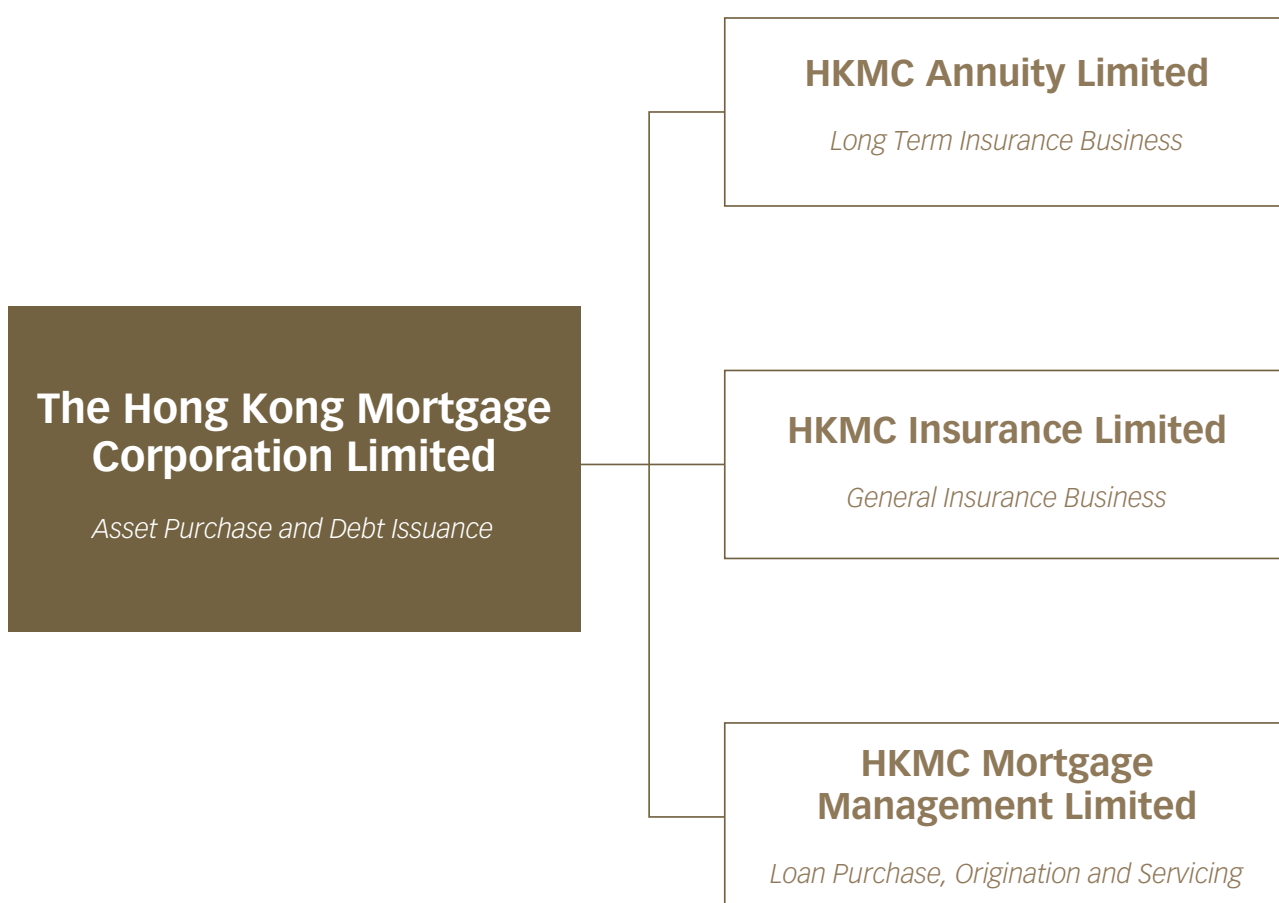 HKMC Annuity Limited
Long Term Insurance Business
The Hong Kong Mortgage
Corporation Limited
Asset Purchase and Debt Issuance
HKMC Insurance Limited
General Insurance Business
HKMC Mortgage
Management Limited
Loan Purchase, Origination and Servicing